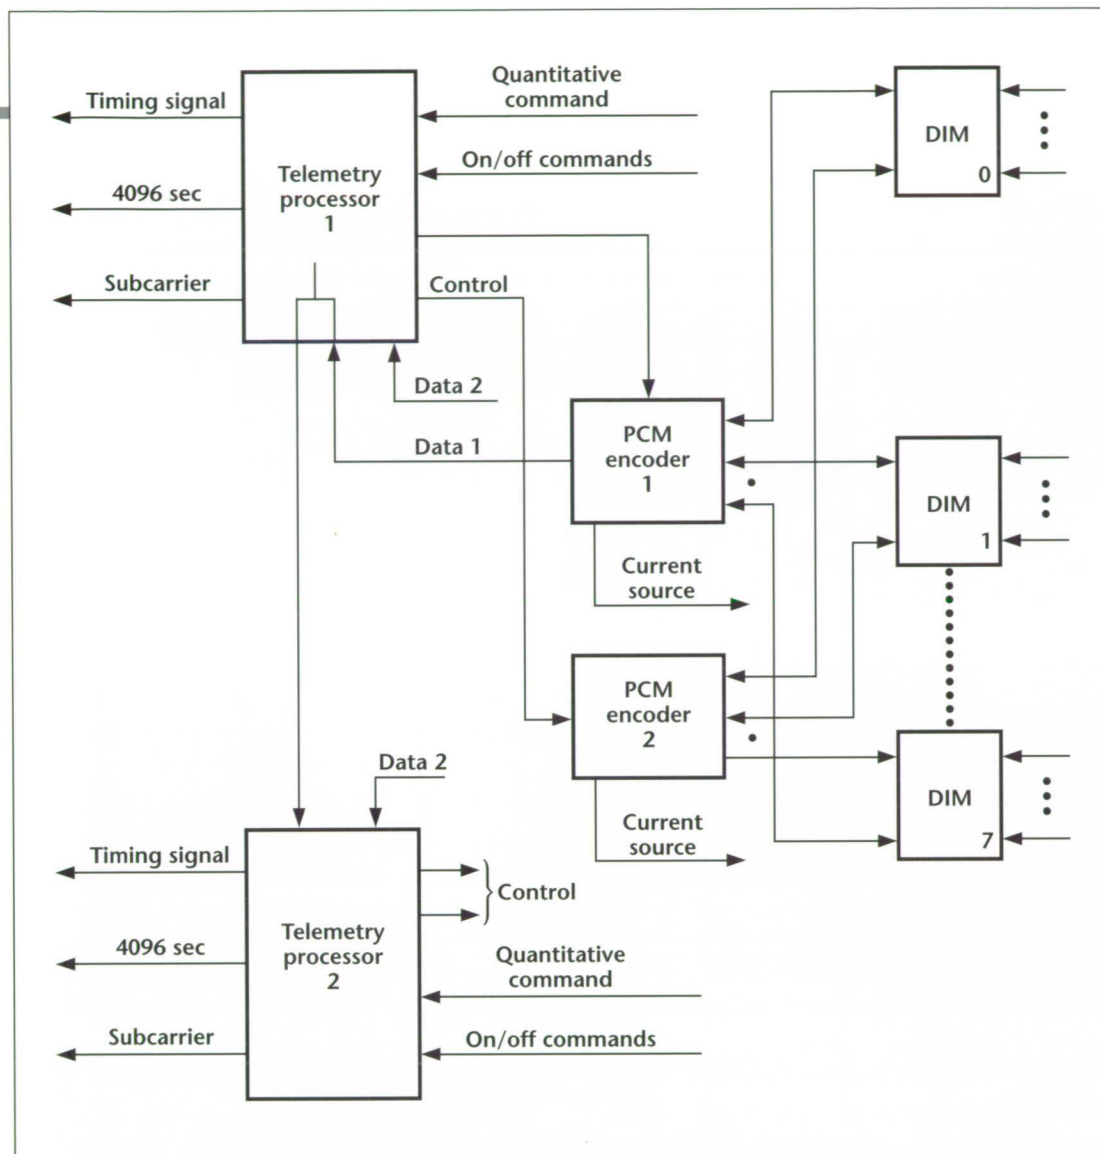 Timing signal
4096 sec
Subcarrier
Telemetry
processor
1
Quantitative
command
On/off commands
Control
Data 2
Data 1
PCM
encoder
1
Current
source
DIM
0
DIM
1
PCM
encoder
2
Current
source
DIM
7
Data 2
Timing signal
4096 sec
Subcarrier
Telemetry
processor
2
Control
Quantitative
command
On/off commands